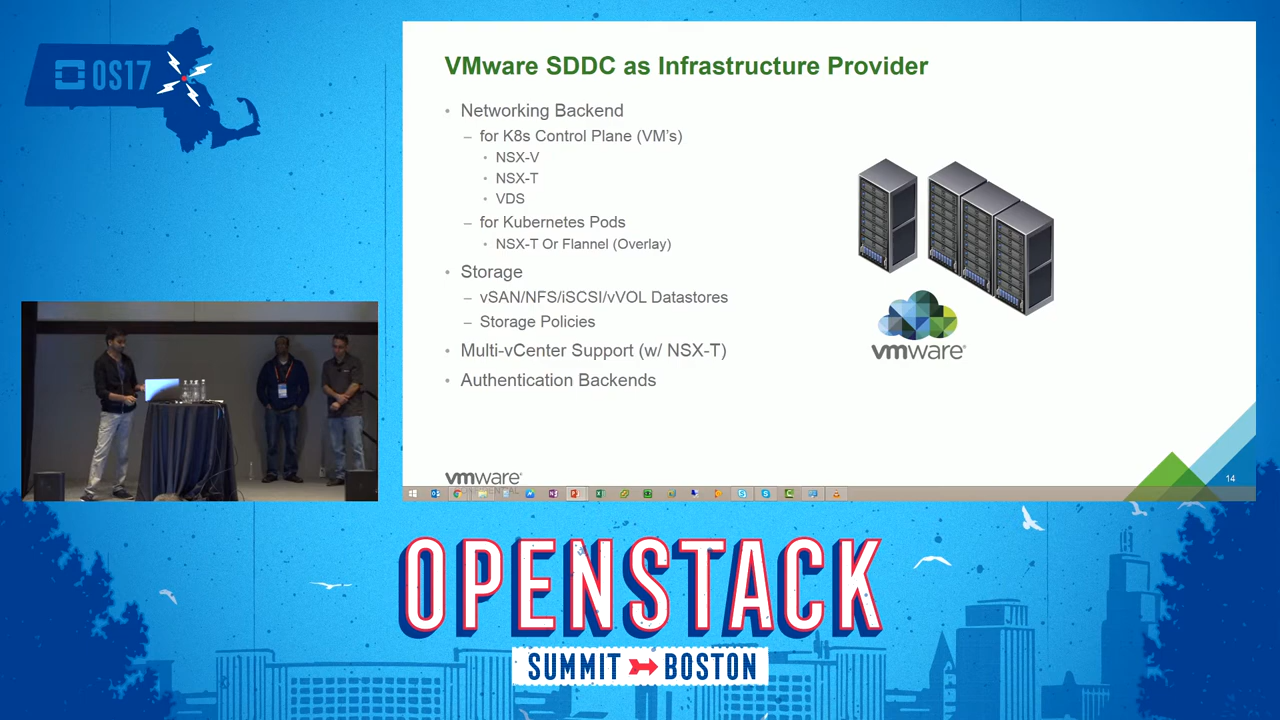 OS17
VMware SDDC as Infrastructure Provider
• Networking Backend
– for K8s Control Plane (VM's)
• NSX-V
• NSX-T
• VDS
– for Kubernetes Pods
• NSX-T Or Flannel (Overlay)
• Storage
– vSAN/NFS/iSCSI/vVOL Datastores
– Storage Policies
• Multi-vCenter Support (w/ NSX-T)
• Authentication Backends
vmware®
vmware®
14
OPENSTACK
SUMMIT BOSTON